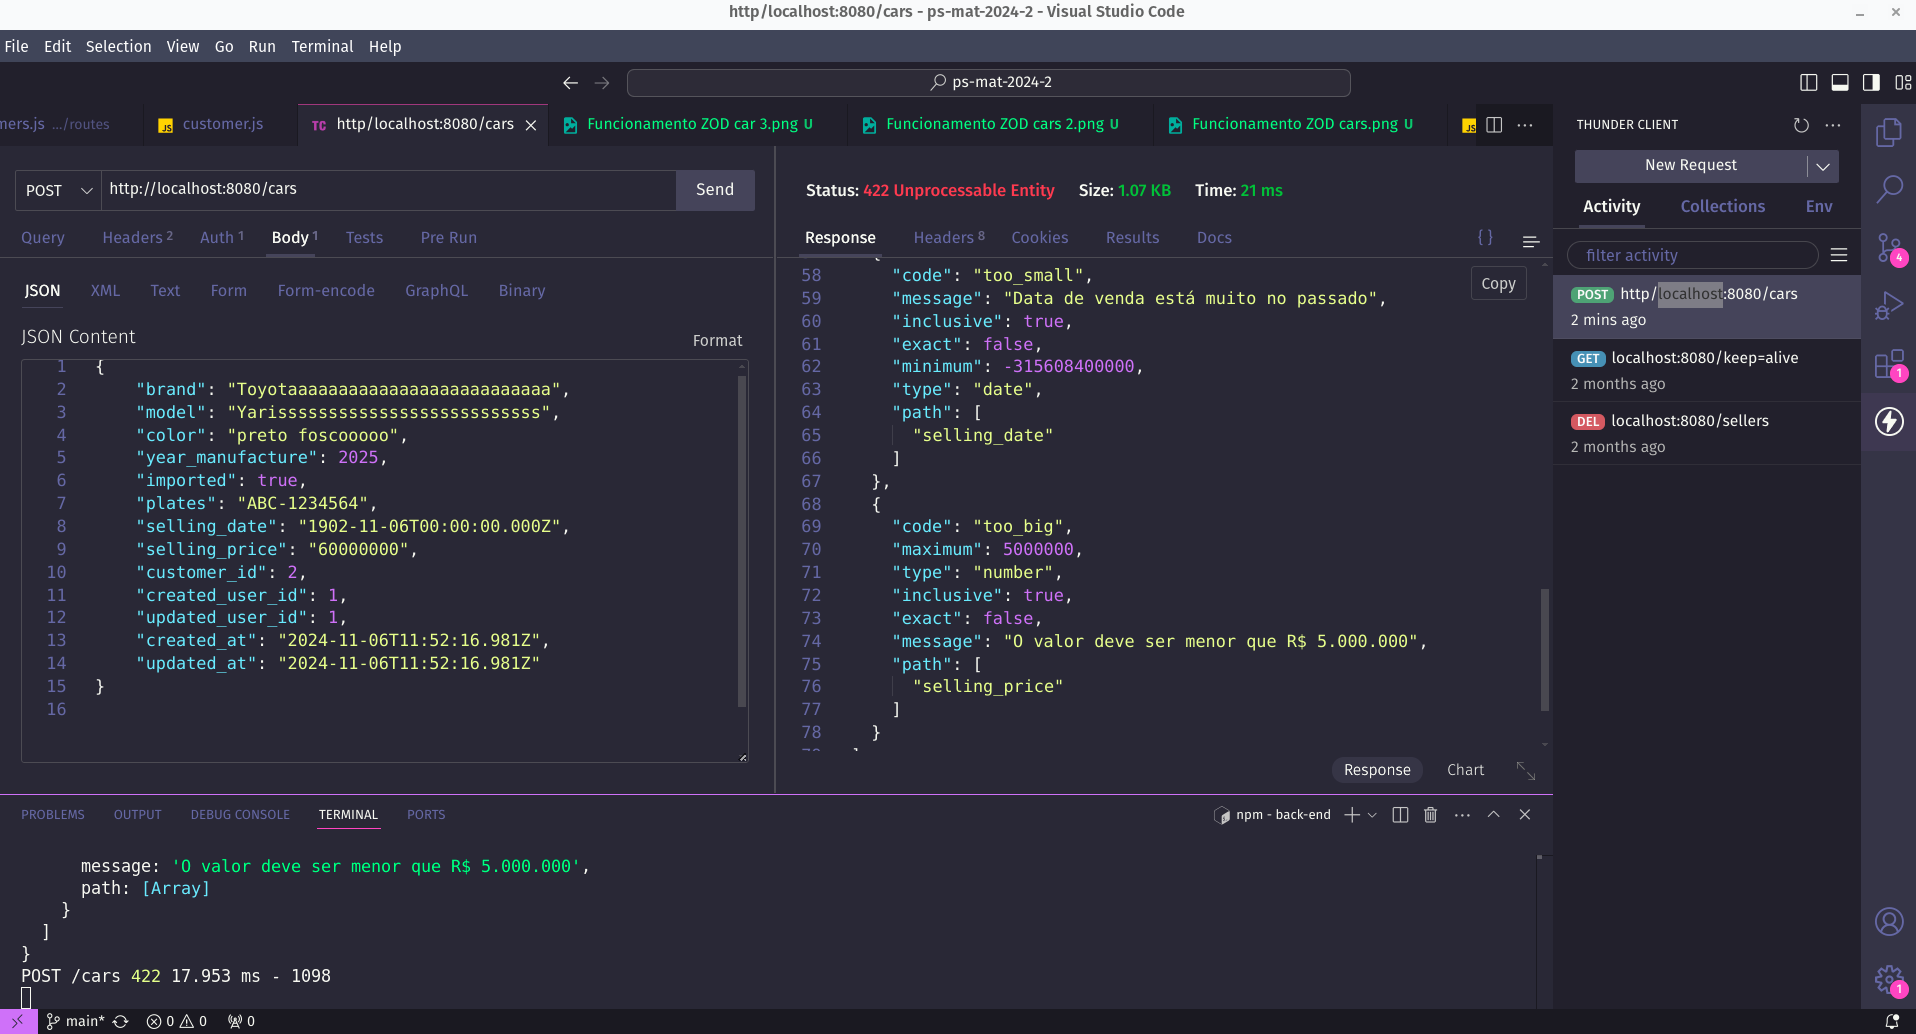 http/localhost:8080/cars - ps-mat-2024-2 - Visual Studio Code
File Edit Selection View Go Run Terminal Help
ps-mat-2024-2
mers.js .../routes
customer.js
TC http/localhost:8080/cars
Funcionamento ZOD car 3.png U
Funcionamento ZOD cars 2.png U
Funcionamento ZOD cars.png U
POST http://localhost:8080/cars Send
Query Headers 2 Auth 1 Body 1 Tests Pre Run
JSON XML Text Form Form-encode GraphQL Binary
JSON Content Format
1 {
2 "brand": "Toyotaaaaaaaaaaaaaaaaaaaaaaaaaa",
3 "model": "Yarissssssssssssssssssssssssss",
4 "color": "preto foscooooo",
5 "year_manufacture": 2025,
6 "imported": true,
7 "plates": "ABC-1234564",
8 "selling_date": "1902-11-06T00:00:00.000Z",
9 "selling_price": "60000000",
10 "customer_id": 2,
11 "created_user_id": 1,
12 "updated_user_id": 1,
13 "created_at": "2024-11-06T11:52:16.981Z",
14 "updated_at": "2024-11-06T11:52:16.981Z"
15 }
16
Status: 422 Unprocessable Entity Size: 1.07 KB Time: 21 ms
Response Headers 8 Cookies Results Docs { }
Copy
58 "code": "too_small",
59 "message": "Data de venda está muito no passado",
60 "inclusive": true,
61 "exact": false,
62 "minimum": -315608400000,
63 "type": "date",
64 "path": [
65 "selling_date"
66 ]
67 },
68 {
69 "code": "too_big",
70 "maximum": 5000000,
71 "type": "number",
72 "inclusive": true,
73 "exact": false,
74 "message": "O valor deve ser menor que R$ 5.000.000",
75 "path": [
76 "selling_price"
77 ]
78 }
Response Chart
THUNDER CLIENT
New Request
Activity Collections Env
filter activity
POST http/localhost:8080/cars
2 mins ago
GET localhost:8080/keep=alive
2 months ago
DEL localhost:8080/sellers
2 months ago
4
1
1
PROBLEMS OUTPUT DEBUG CONSOLE TERMINAL PORTS
npm - back-end
message: 'O valor deve ser menor que R$ 5.000.000',
path: [Array]
}
]
}
POST /cars 422 17.953 ms - 1098
main* 0 0 0